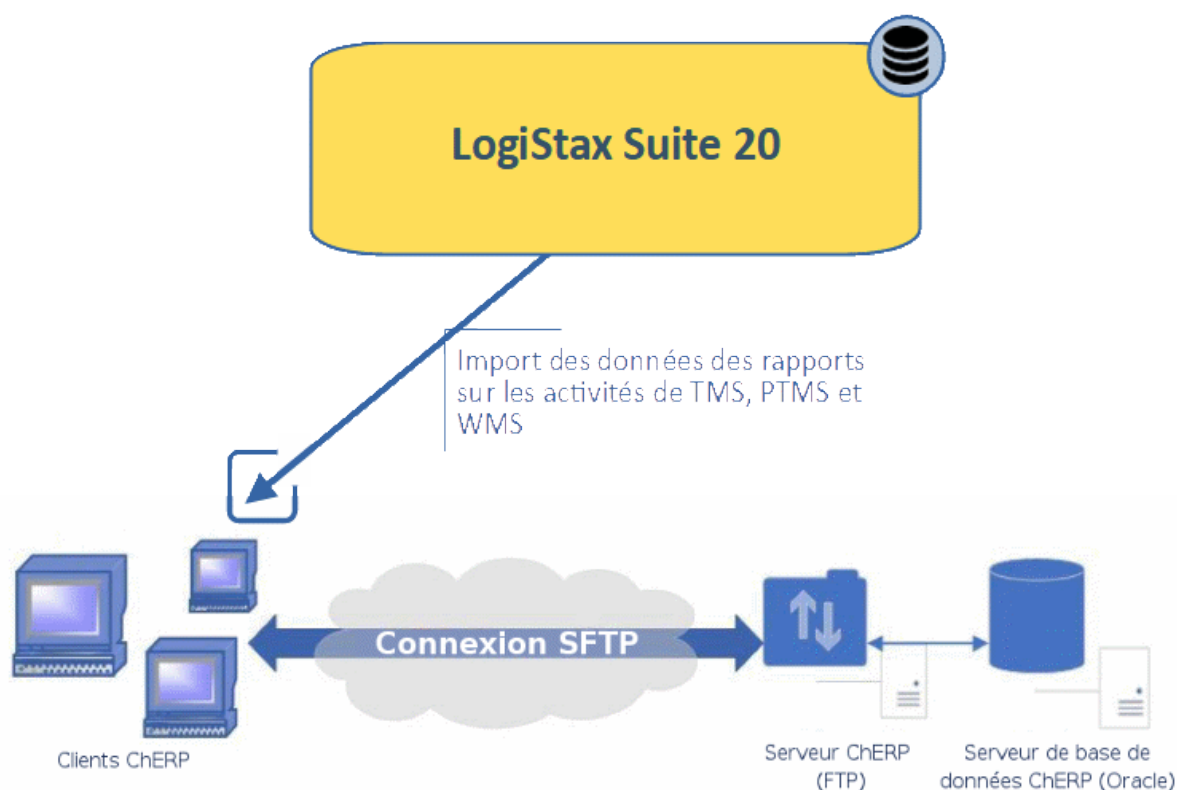 LogiStax Suite 20
Import des données des rapports
sur les activités de TMS, PTMS et
WMS
Connexion SFTP
Clients ChERP
Serveur ChERP
(FTP)
Serveur de base de
données ChERP (Oracle)